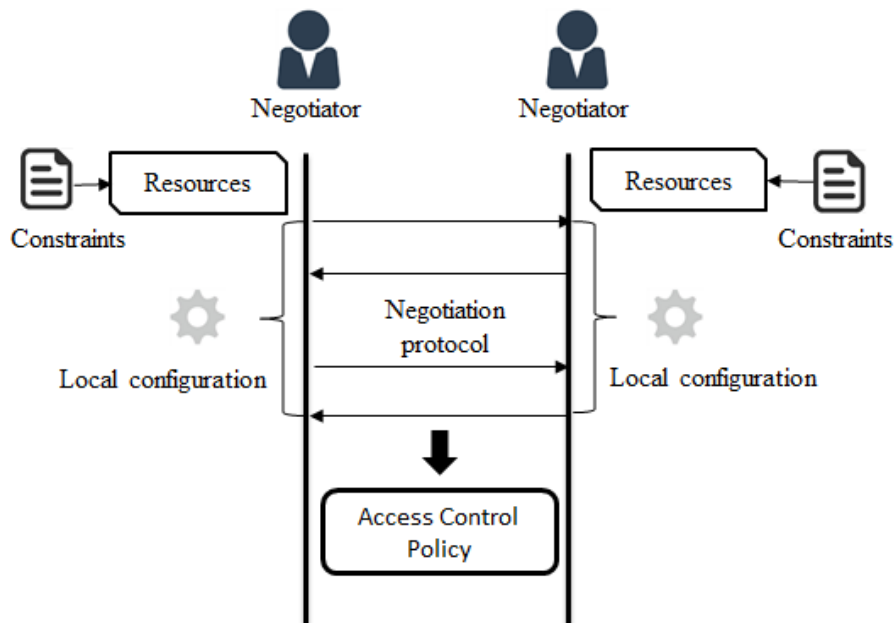 Negotiator
Negotiator
Resources
Resources
Constraints
Constraints
Negotiation
protocol
Local configuration
Local configuration
Access Control
Policy